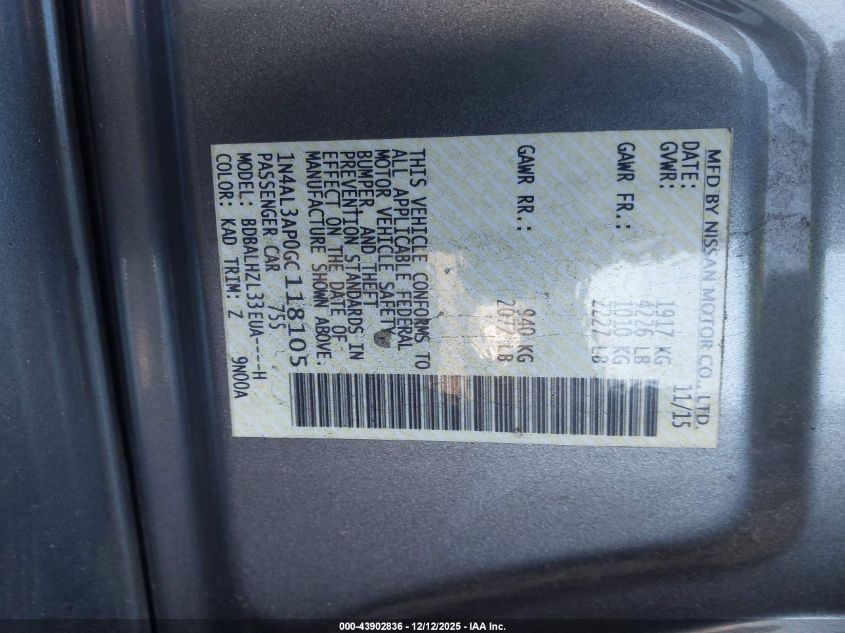 MFD BY NISSAN MOTOR CO., LTD.
DATE: 11/15
GVWR: 1917 KG
4226 LB
GAWR FR.: 1010 KG
LB
GAWR RR.: 940 KG
LB
THIS VEHICLE CONFORMS TO
ALL APPLICABLE FEDERAL
MOTOR VEHICLE SAFETY,
BUMPER, AND THEFT
PREVENTION STANDARDS IN
EFFECT ON THE DATE OF
MANUFACTURE SHOWN ABOVE:
1N4AL3AP0GC118105
PASSENGER CAR 755
MODEL: BDBALHZL33EUA----H
COLOR: KAD TRIM: Z 9N00A
000-43902836 - 12/12/2025 - IAA Inc.